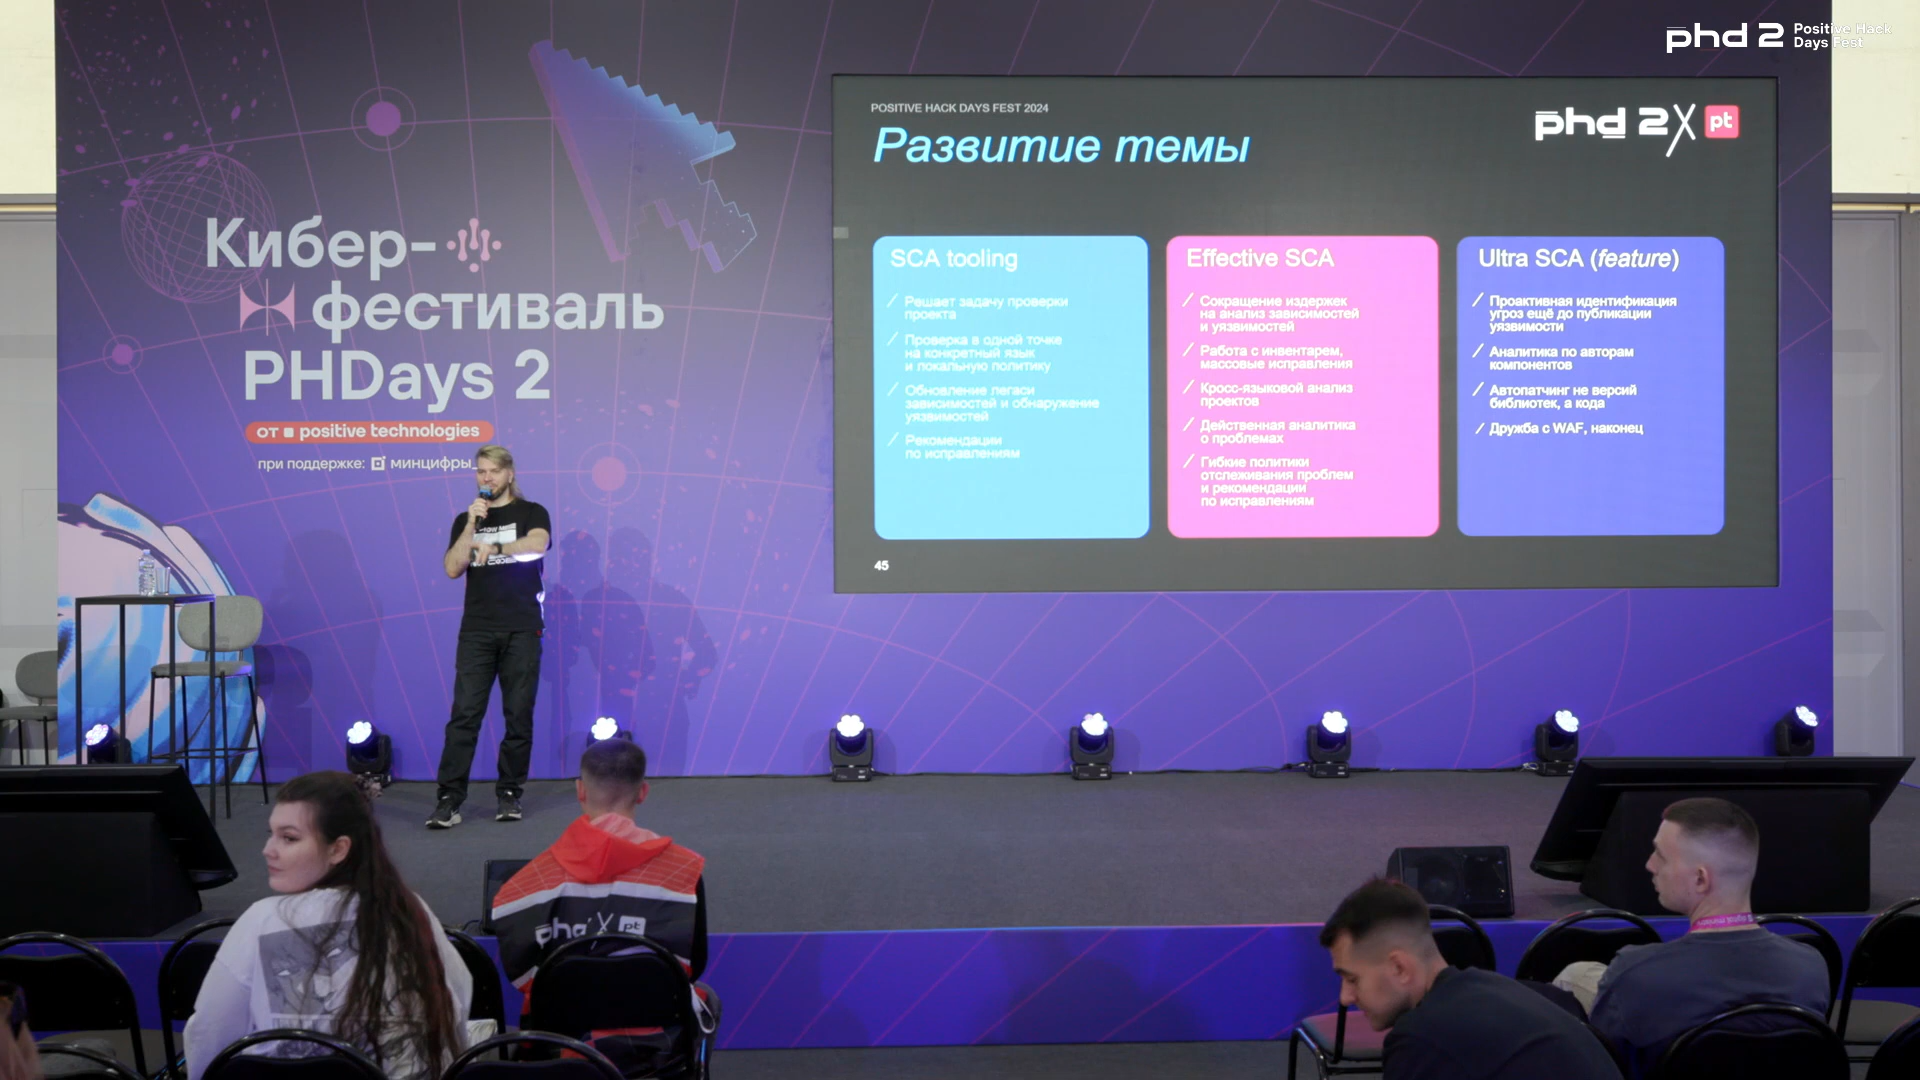 phd 2 Positive Hack
Days Fest
Кибер-
фестиваль
PHDays 2
от positive technologies
при поддержке: минцифры_
POSITIVE HACK DAYS FEST 2024
Развитие темы
phd 2 X pt
SCA tooling
/ Решает задачу проверки
проекта
/ Проверка в одной точке
на конкретный язык
и локальную политику
/ Обновление легаси
зависимостей и обнаружение
уязвимостей
/ Рекомендации
по исправлениям
Effective SCA
/ Сокращение издержек
на анализ зависимостей
и уязвимостей
/ Работа с инвентарем,
массовые исправления
/ Кросс-языковой анализ
проектов
/ Действенная аналитика
о проблемах
/ Гибкие политики
отслеживания проблем
и рекомендации
по исправлениям
Ultra SCA (feature)
/ Проактивная идентификация
угроз ещё до публикации
уязвимости
/ Аналитика по авторам
компонентов
/ Автопатчинг не версий
библиотек, а кода
/ Дружба с WAF, наконец
45
phd X pt